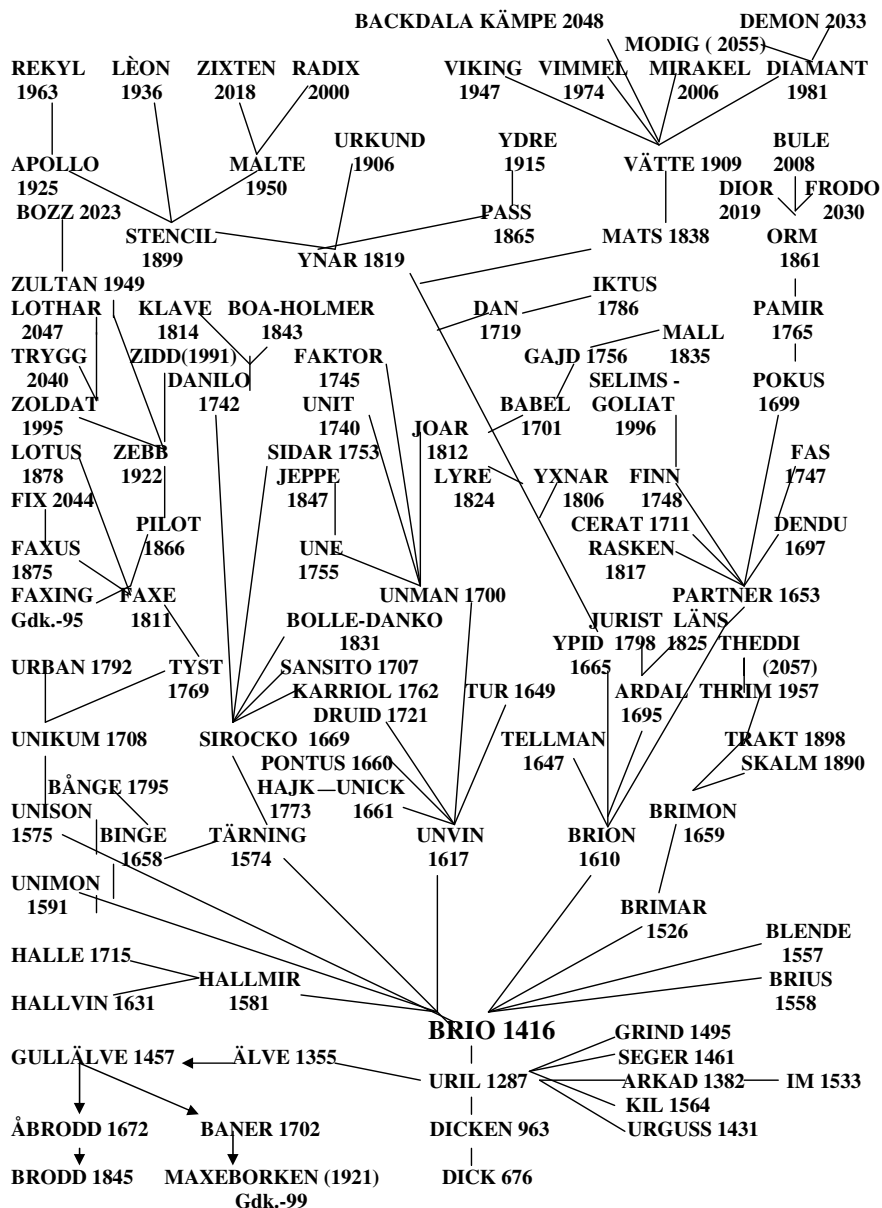 BACKDALA KÄMPE 2048 DEMON 2033
MODIG ( 2055)
REKYL LÈON ZIXTEN RADIX VIKING VIMMEL MIRAKEL DIAMANT
1963 1936 2018 2000 1947 1974 2006 1981
URKUND YDRE BULE
APOLLO MALTE 1906 1915 VÄTTE 1909 2008
1925 1950 DIOR FRODO
BOZZ 2023 PASS 2019 2030
STENCIL 1865 MATS 1838 ORM
1899 YNAR 1819 1861
ZULTAN 1949 IKTUS
LOTHAR KLAVE BOA-HOLMER DAN 1786 PAMIR
2047 1814 1843 1719 MALL 1765
TRYGG ZIDD(1991) FAKTOR GAJD 1756 1835
2040 DANILO 1745 SELIMS - POKUS
ZOLDAT 1742 UNIT BABEL GOLIAT 1699
1995 1740 JOAR 1701 1996
LOTUS ZEBB SIDAR 1753 1812 FAS
1878 1922 JEPPE LYRE YXNAR FINN 1747
FIX 2044 1847 1824 1806 1748
PILOT CERAT 1711 DENDU
FAXUS 1866 UNE RASKEN 1697
1875 1755 1817
FAXING FAXE UNMAN 1700 PARTNER 1653
Gdk.-95 1811 BOLLE-DANKO JURIST LÄNS
1831 YPID 1798 1825 THEDDI
URBAN 1792 TYST SANSITO 1707 1665 (2057)
1769 KARRIOL 1762 TUR 1649 ARDAL THRIM 1957
DRUID 1721 1695
UNIKUM 1708 SIROCKO 1669 TELLMAN TRAKT 1898
PONTUS 1660 1647 SKALM 1890
BÅNGE 1795 HAJK UNICK
UNISON 1773 1661 BRIMON
1575 BINGE TÄRNING UNVIN BRION 1659
1658 1574 1617 1610
UNIMON
1591 BRIMAR
1526 BLENDE
HALLE 1715 1557
HALLMIR BRIUS
HALLVIN 1631 1581 1558
BRIO 1416 GRIND 1495
GULLÄLVE 1457 ÄLVE 1355 SEGER 1461
URIL 1287 ARKAD 1382 IM 1533
KIL 1564
ÅBRODD 1672 BANER 1702 DICKEN 963 URGUSS 1431
BRODD 1845 MAXEBORKEN (1921) DICK 676
Gdk.-99